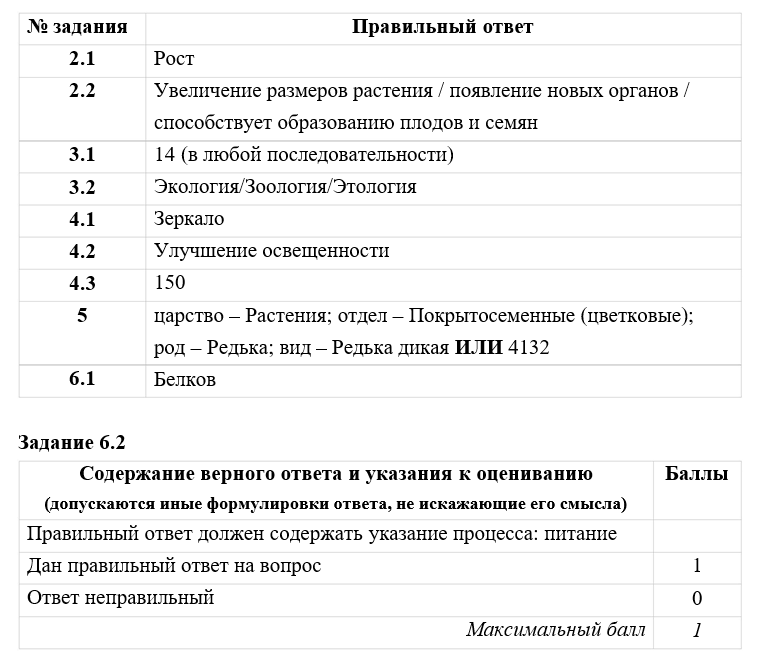 № задания Правильный ответ
2.1 Рост
2.2 Увеличение размеров растения / появление новых органов /
способствует образованию плодов и семян
3.1 14 (в любой последовательности)
3.2 Экология/Зоология/Этология
4.1 Зеркало
4.2 Улучшение освещенности
4.3 150
5 царство – Растения; отдел – Покрытосеменные (цветковые);
род – Редька; вид – Редька дикая ИЛИ 4132
6.1 Белков
Задание 6.2
Содержание верного ответа и указания к оцениванию Баллы
(допускаются иные формулировки ответа, не искажающие его смысла)
Правильный ответ должен содержать указание процесса: питание
Дан правильный ответ на вопрос 1
Ответ неправильный 0
Максимальный балл 1